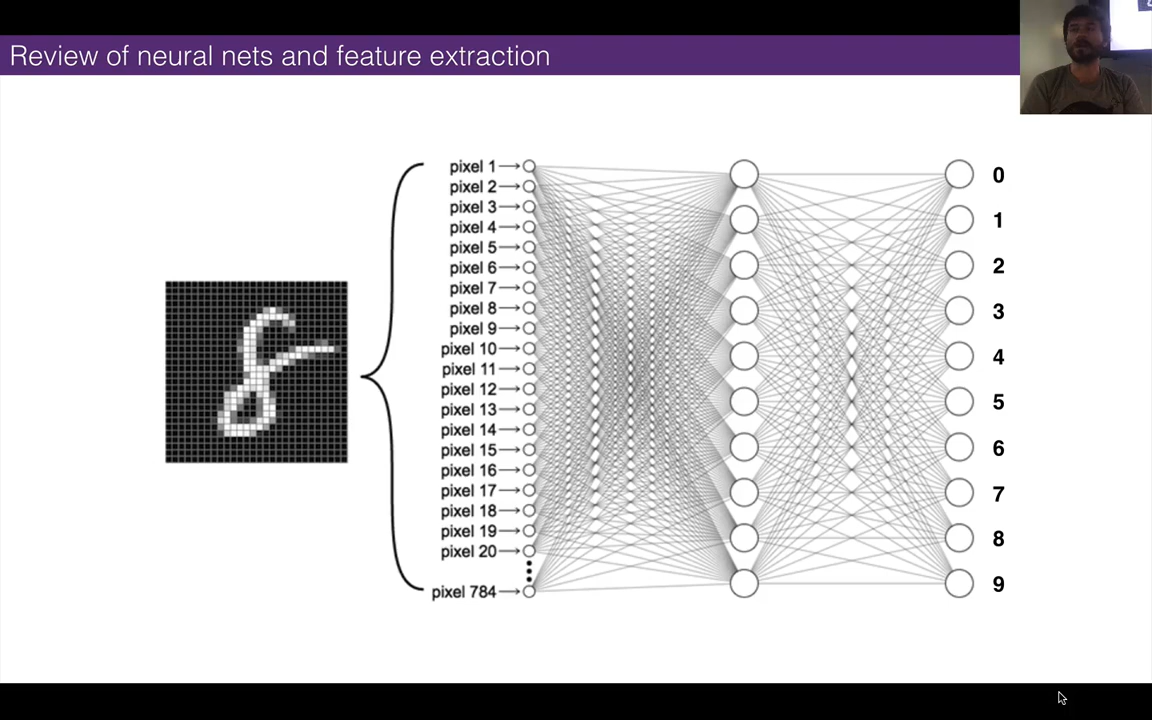 Review of neural nets and feature extraction
pixel 1
pixel 2
pixel 3
pixel 4
pixel 5
pixel 6
pixel 7
pixel 8
pixel 9
pixel 10
pixel 11
pixel 12
pixel 13
pixel 14
pixel 15
pixel 16
pixel 17
pixel 18
pixel 19
pixel 20
pixel 784
0
1
2
3
4
5
6
7
8
9